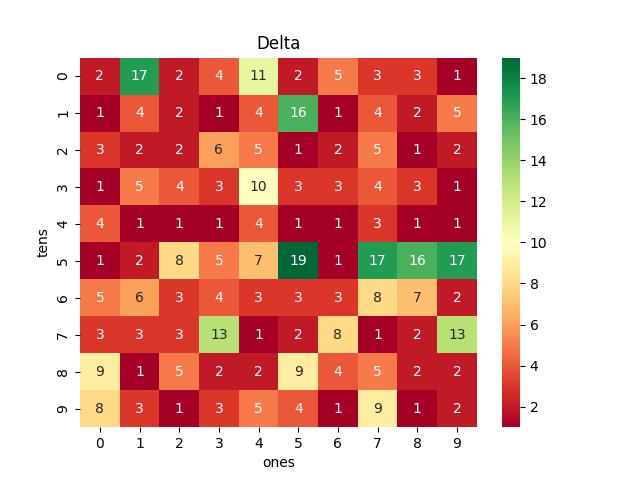 Delta
0 2 17 2 4 11 2 5 3 3 1
1 1 4 2 1 4 16 1 4 2 5
2 3 2 2 6 5 1 2 5 1 2
3 1 5 4 3 10 3 3 4 3 1
4 4 1 1 1 4 1 1 3 1 1
5 1 2 8 5 7 19 1 17 16 17
6 5 6 3 4 3 3 3 8 7 2
7 3 3 3 13 1 2 8 1 2 13
8 9 1 5 2 2 9 4 5 2 2
9 8 3 1 3 5 4 1 9 1 2
0 1 2 3 4 5 6 7 8 9
ones
tens
18
16
14
12
10
8
6
4
2